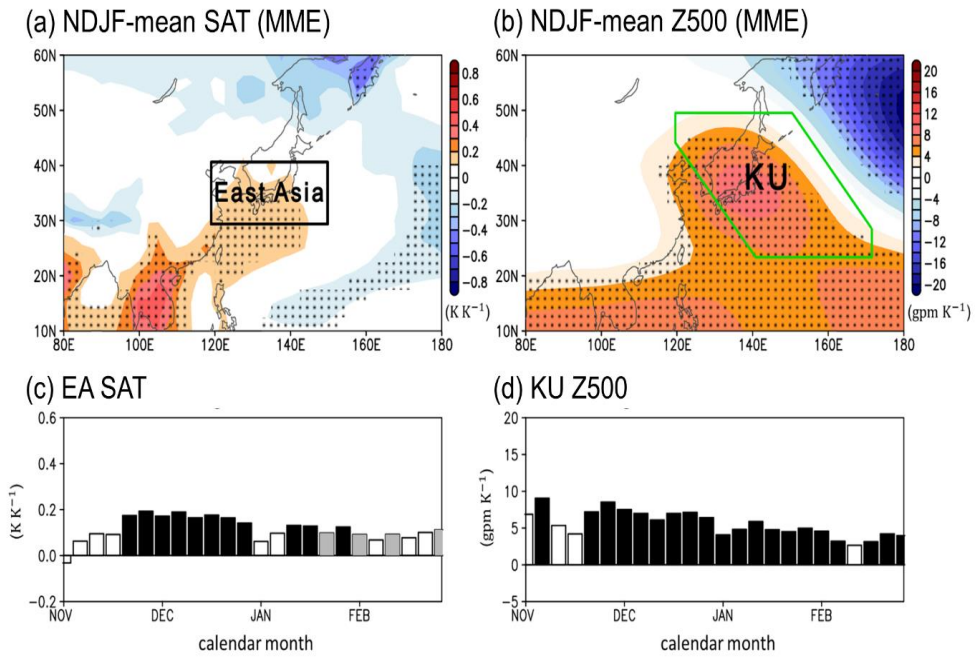 (a) NDJF-mean SAT (MME)
60N
50N
40N
30N
20N
10N
80E
100E
120E
140E
160E
180
East Asia
0.8
0.6
0.4
0.2
0
−0.2
−0.4
−0.6
−0.8
(K K⁻¹)
(b) NDJF-mean Z500 (MME)
60N
50N
40N
30N
20N
10N
80E
100E
120E
140E
160E
180
KU
20
16
12
8
4
0
−4
−8
−12
−16
−20
(gpm K⁻¹)
(c) EA SAT
(K K⁻¹)
0.6
0.4
0.2
0.0
−0.2
NOV
DEC
JAN
FEB
calendar month
(d) KU Z500
(gpm K⁻¹)
20
15
10
5
0
−5
NOV
DEC
JAN
FEB
calendar month